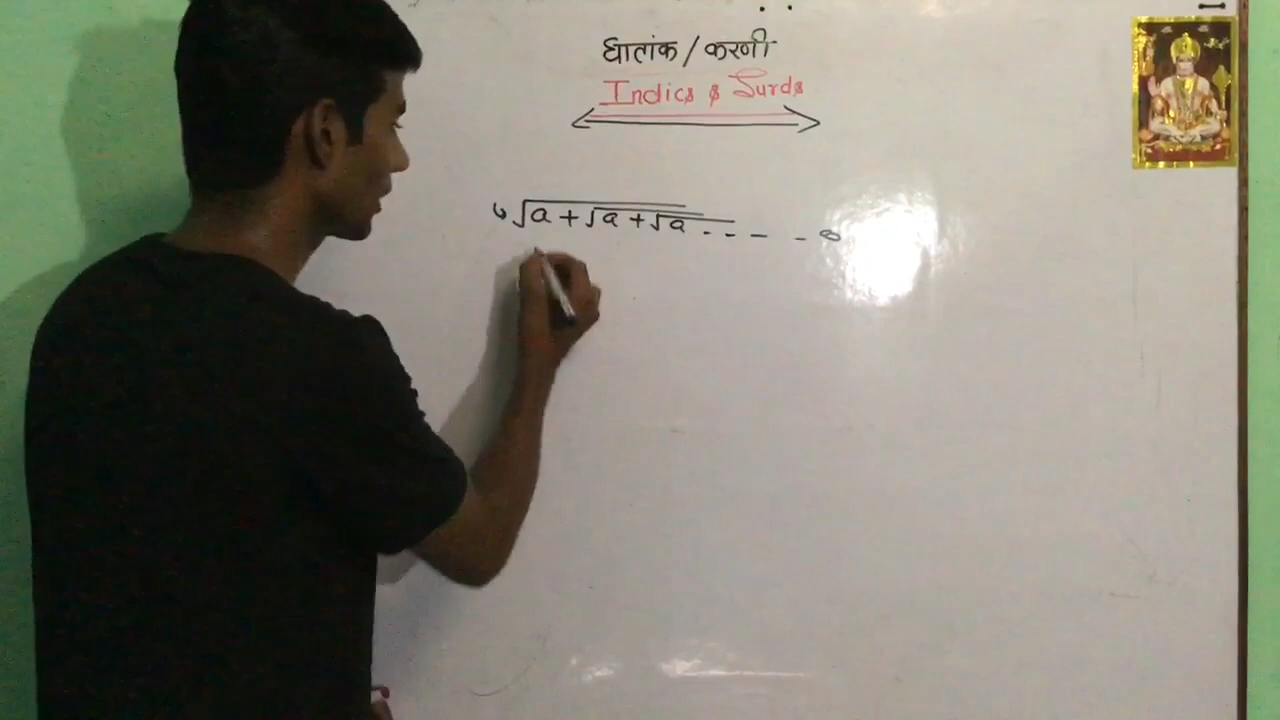 घातांक / करणी
Indics & Surds
√a + √a + √a . - - - ∞